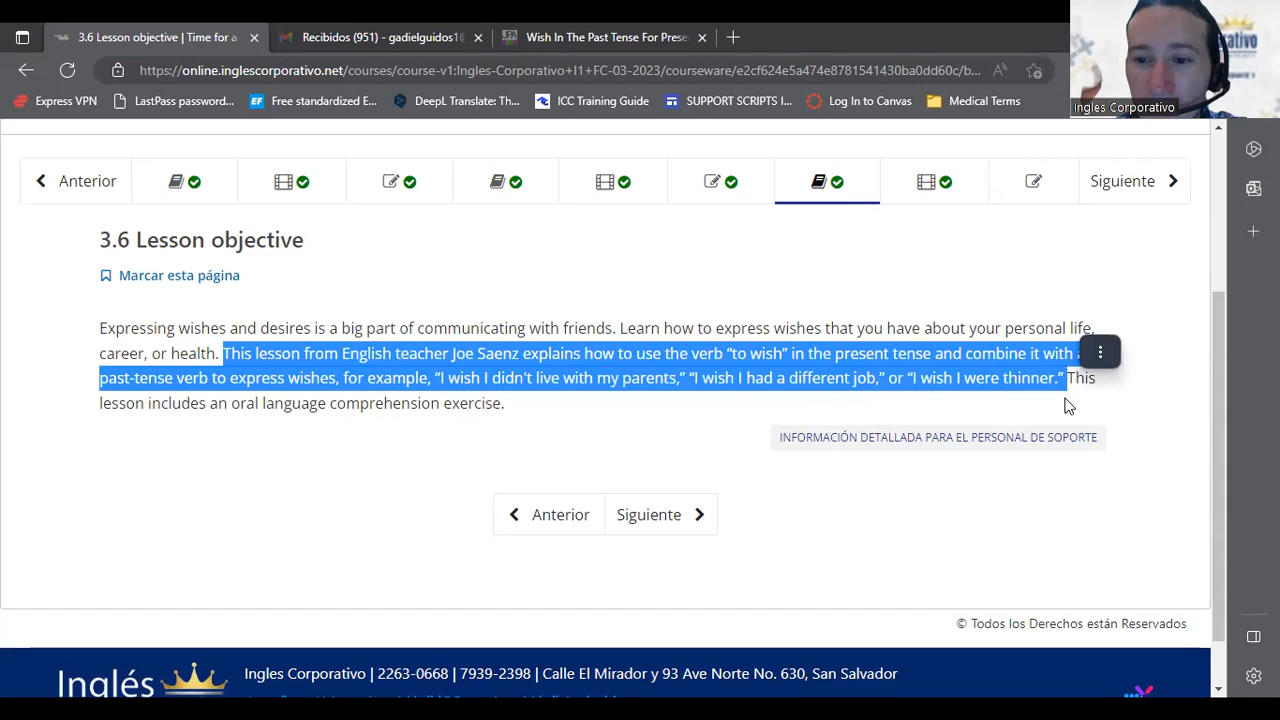 3.6 Lesson objective | Time for a
Recibidos (951) - gadielguidos1@
Wish In The Past Tense For Prese
https://online.inglescorporativo.net/courses/course-v1:Ingles-Corporativo+I1+FC-03-2023/courseware/e2cf624e5a474e8781541430ba0dd60c/b...
Express VPN
LastPass password...
Free standardized E...
DeepL Translate: Th...
ICC Training Guide
SUPPORT SCRIPTS I...
Log In to Canvas
Medical Terms
Ingles Corporativo
Anterior
Siguiente
3.6 Lesson objective
Marcar esta página
Expressing wishes and desires is a big part of communicating with friends. Learn how to express wishes that you have about your personal life,
career, or health. This lesson from English teacher Joe Saenz explains how to use the verb “to wish” in the present tense and combine it with
past-tense verb to express wishes, for example, “I wish I didn't live with my parents,” “I wish I had a different job,” or “I wish I were thinner.” This
lesson includes an oral language comprehension exercise.
INFORMACIÓN DETALLADA PARA EL PERSONAL DE SOPORTE
Anterior
Siguiente
© Todos los Derechos están Reservados
Inglés
Ingles Corporativo | 2263-0668 | 7939-2398 | Calle El Mirador y 93 Ave Norte No. 630, San Salvador